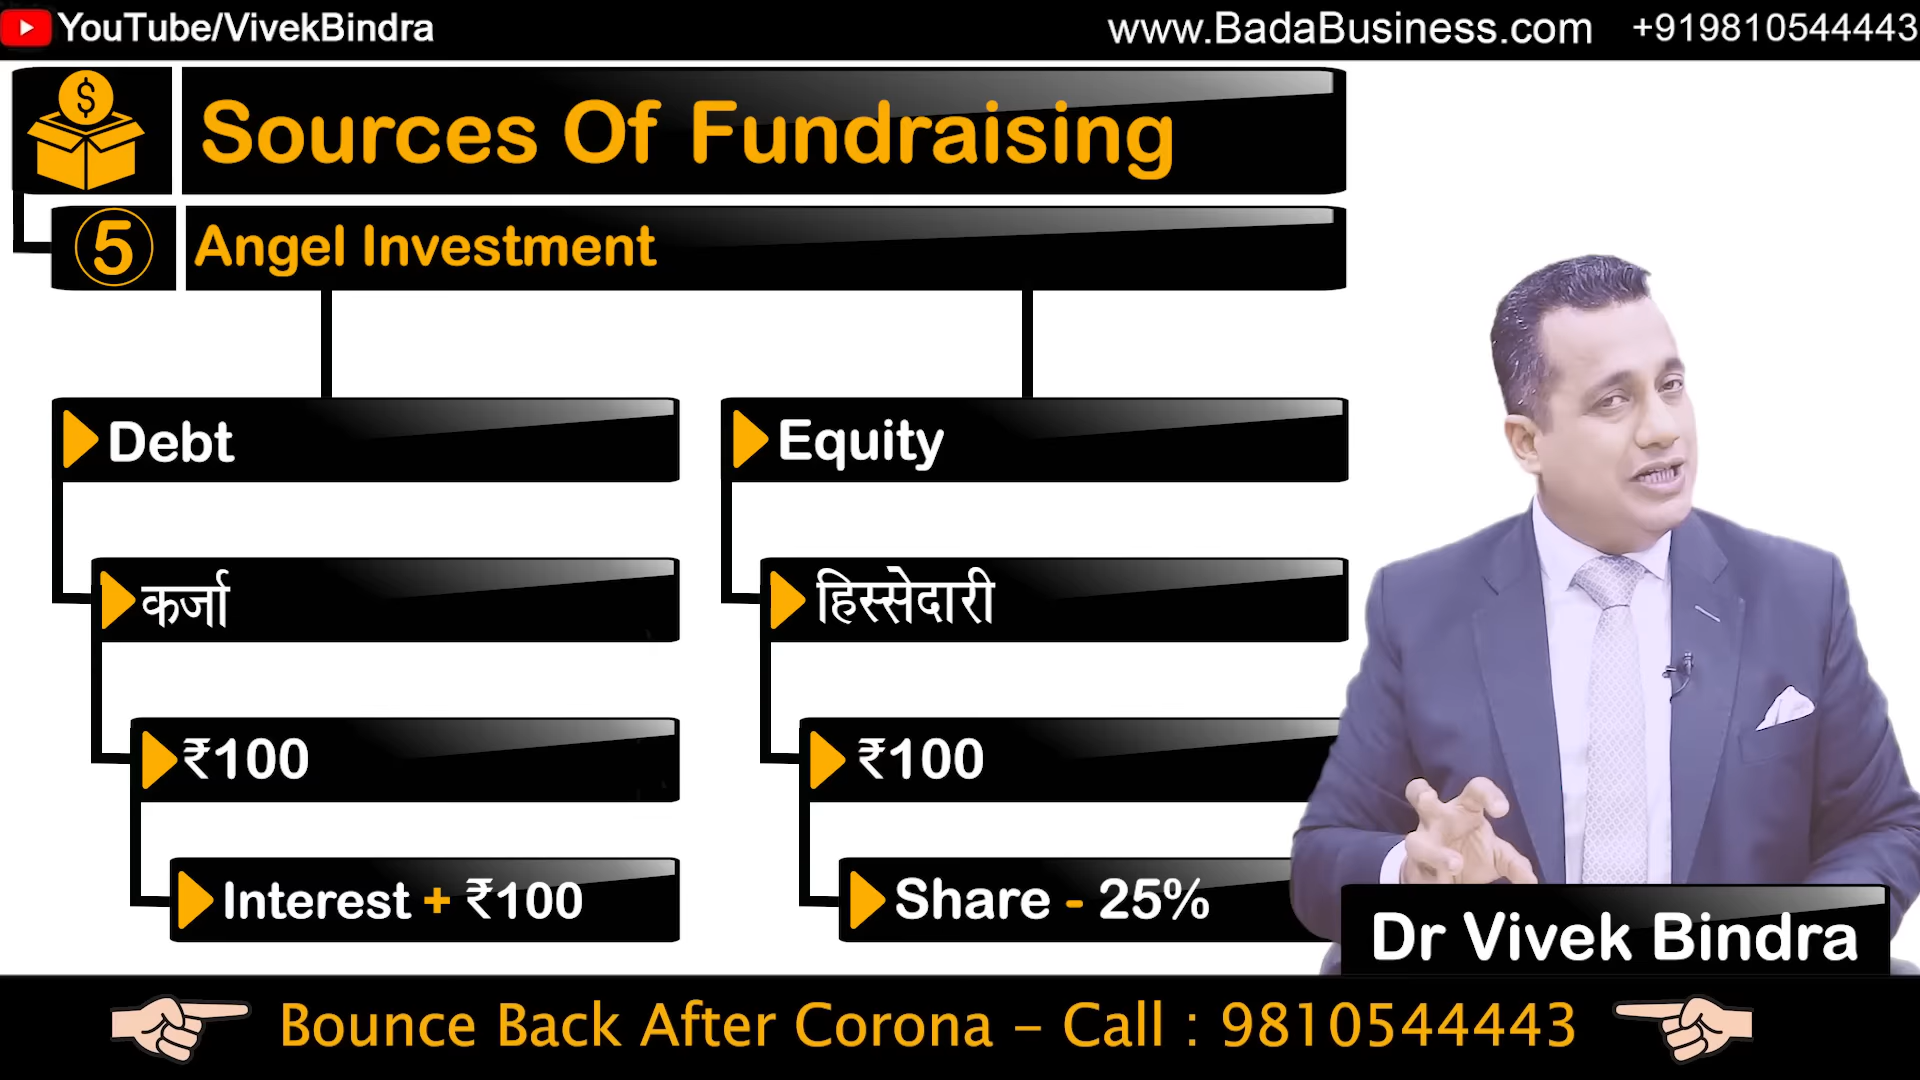 YouTube/VivekBindra
www.BadaBusiness.com +919810544443
$
Sources Of Fundraising
5 Angel Investment
Debt
कर्जा
₹100
Interest + ₹100
Equity
हिस्सेदारी
₹100
Share - 25%
Dr Vivek Bindra
Bounce Back After Corona – Call : 9810544443